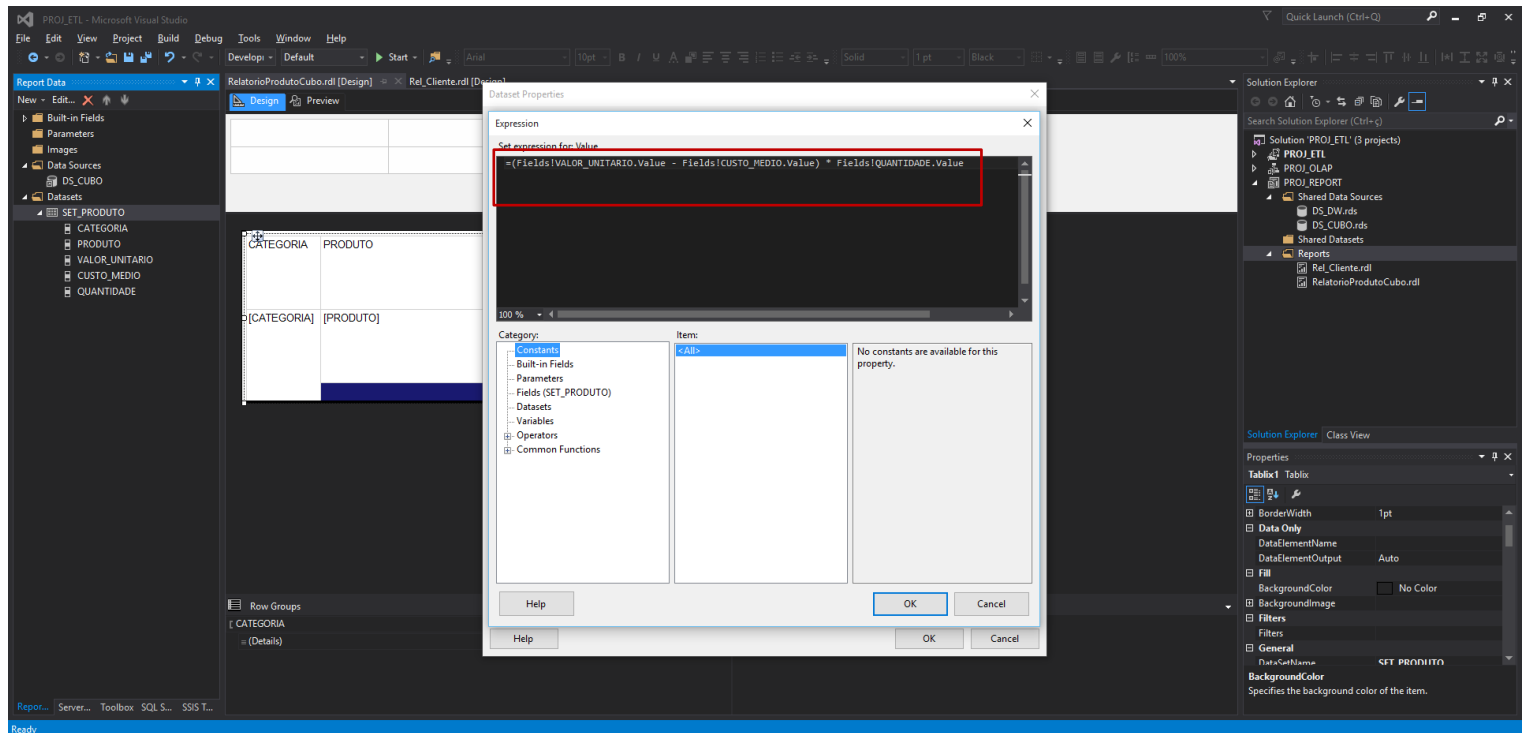 PROJ_ETL - Microsoft Visual Studio
Quick Launch (Ctrl+Q)
File Edit View Project Build Debug Tools Window Help
Developi Default Start Arial 10pt B I U A Solid 1 pt Black 100%
Report Data
New Edit...
Built-in Fields
Parameters
Images
Data Sources
DS_CUBO
Datasets
SET_PRODUTO
CATEGORIA
PRODUTO
VALOR_UNITARIO
CUSTO_MEDIO
QUANTIDADE
Repor... Server... Toolbox SQL S... SSIS T...
Ready
RelatorioProdutoCubo.rdl [Design] Rel_Cliente.rdl [Design]
Design Preview
CATEGORIA PRODUTO
[CATEGORIA] [PRODUTO]
Row Groups
CATEGORIA
(Details)
Dataset Properties
Expression
Set expression for: Value
=(Fields!VALOR_UNITARIO.Value - Fields!CUSTO_MEDIO.Value) * Fields!QUANTIDADE.Value
100 %
Category: Item:
Constants
Built-in Fields
Parameters
Fields (SET_PRODUTO)
Datasets
Variables
Operators
Common Functions
<All>
No constants are available for this
property.
Help OK Cancel
Help OK Cancel
Solution Explorer
Search Solution Explorer (Ctrl+ç)
Solution 'PROJ_ETL' (3 projects)
PROJ_ETL
PROJ_OLAP
PROJ_REPORT
Shared Data Sources
DS_DW.rds
DS_CUBO.rds
Shared Datasets
Reports
Rel_Cliente.rdl
RelatorioProdutoCubo.rdl
Solution Explorer Class View
Properties
Tablix1 Tablix
BorderWidth 1pt
Data Only
DataElementName
DataElementOutput Auto
Fill
BackgroundColor No Color
BackgroundImage
Filters
Filters
General
DataSetName SET_PRODUTO
BackgroundColor
Specifies the background color of the item.